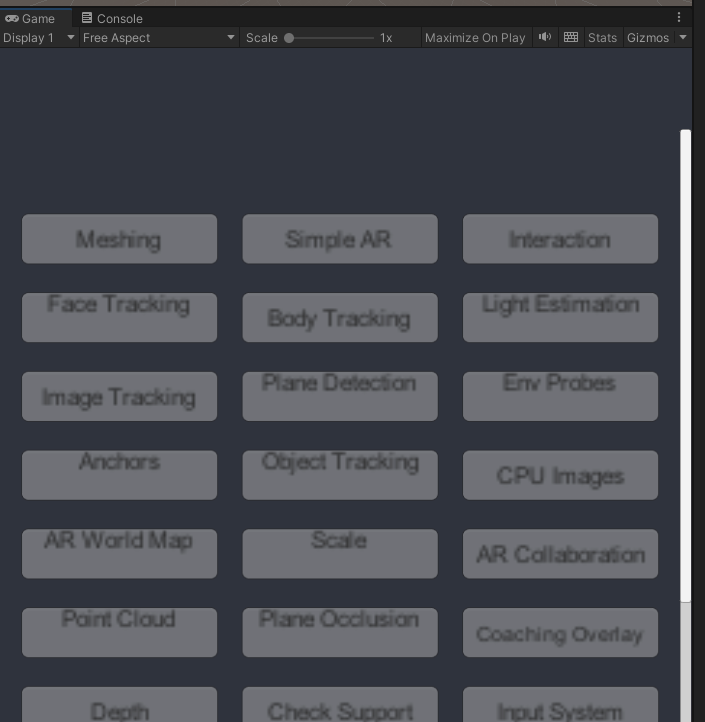 Game Console
Display 1 Free Aspect Scale 1x Maximize On Play Stats Gizmos
Meshing Simple AR Interaction
Face Tracking Body Tracking Light Estimation
Image Tracking Plane Detection Env Probes
Anchors Object Tracking CPU Images
AR World Map Scale AR Collaboration
Point Cloud Plane Occlusion Coaching Overlay
Depth Check Support Input System